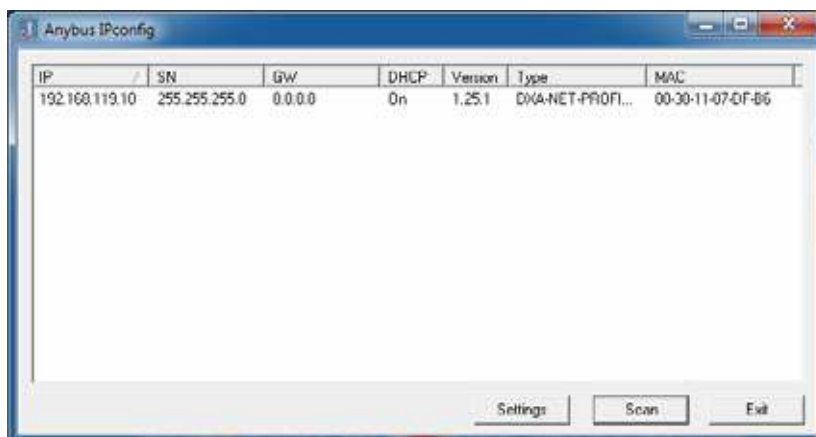 Anybus IPconfig
IP / SN GW DHCP Version Type MAC
192.168.119.10 255.255.255.0 0.0.0.0 On 1.25.1 DXA-NET-PROFI... 00-30-11-07-DF-B6
Settings Scan Exit